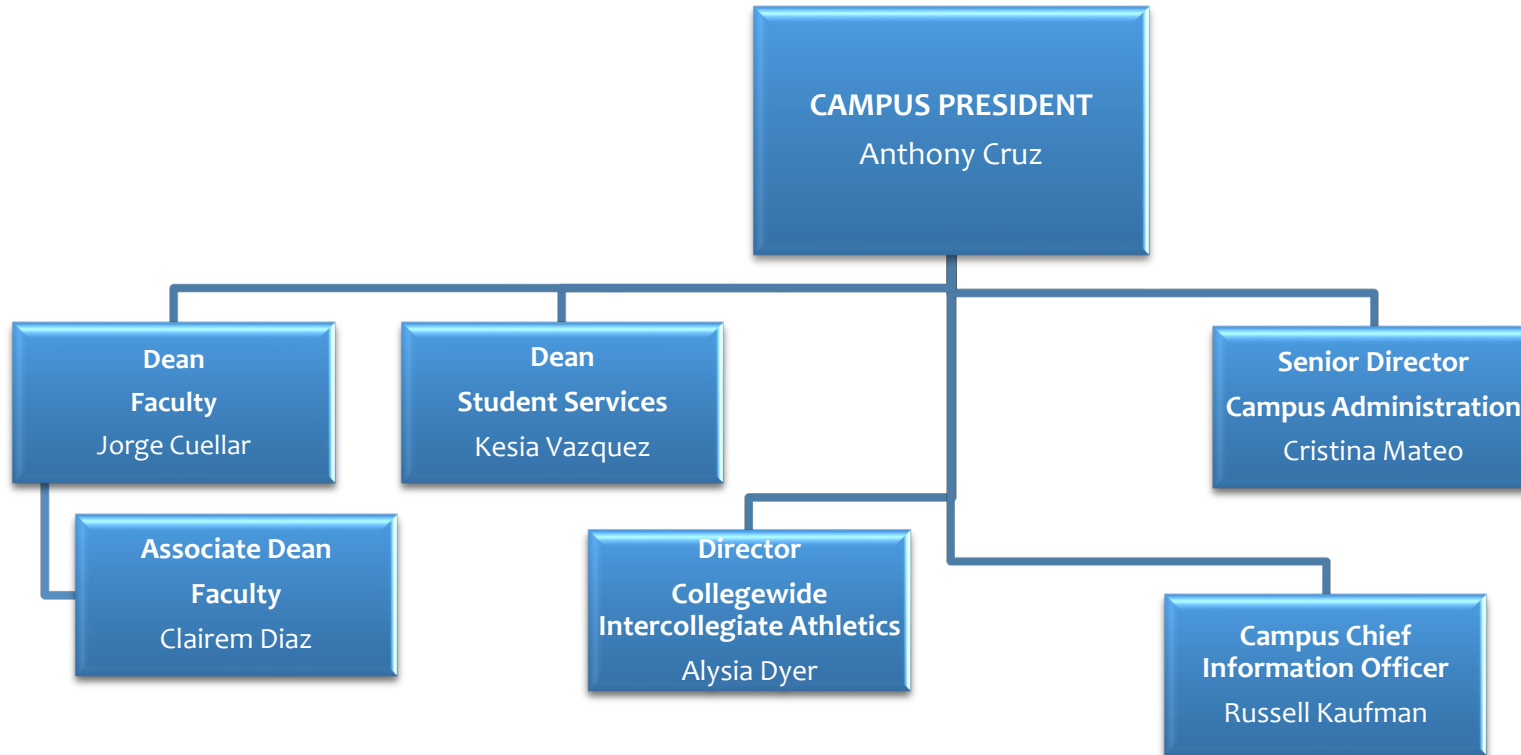 CAMPUS PRESIDENT
Anthony Cruz
Dean
Faculty
Jorge Cuellar
Dean
Student Services
Kesia Vazquez
Senior Director
Campus Administration
Cristina Mateo
Associate Dean
Faculty
Clairem Diaz
Director
Collegewide
Intercollegiate Athletics
Alysia Dyer
Campus Chief
Information Officer
Russell Kaufman